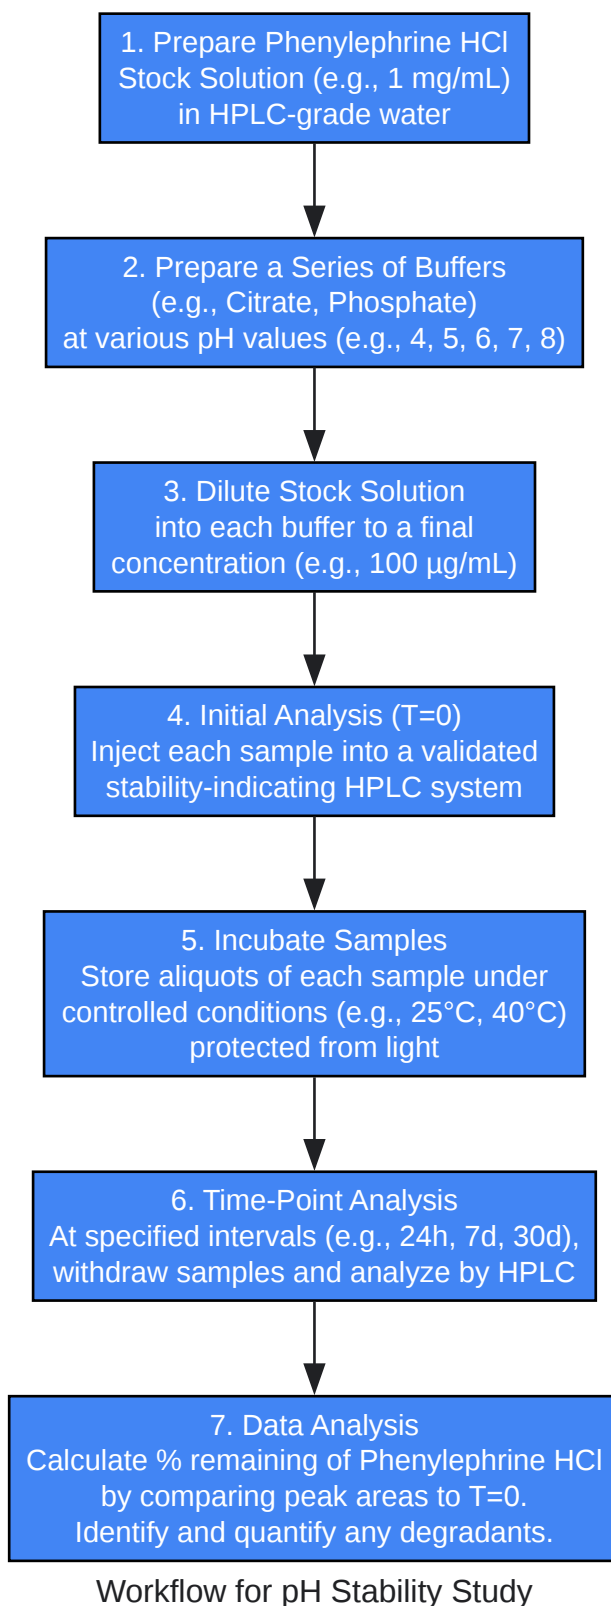 1. Prepare Phenylephrine HCl
Stock Solution (e.g., 1 mg/mL)
in HPLC-grade water
2. Prepare a Series of Buffers
(e.g., Citrate, Phosphate)
at various pH values (e.g., 4, 5, 6, 7, 8)
3. Dilute Stock Solution
into each buffer to a final
concentration (e.g., 100 µg/mL)
4. Initial Analysis (T=0)
Inject each sample into a validated
stability-indicating HPLC system
5. Incubate Samples
Store aliquots of each sample under
controlled conditions (e.g., 25°C, 40°C)
protected from light
6. Time-Point Analysis
At specified intervals (e.g., 24h, 7d, 30d),
withdraw samples and analyze by HPLC
7. Data Analysis
Calculate % remaining of Phenylephrine HCl
by comparing peak areas to T=0.
Identify and quantify any degradants.
Workflow for pH Stability Study